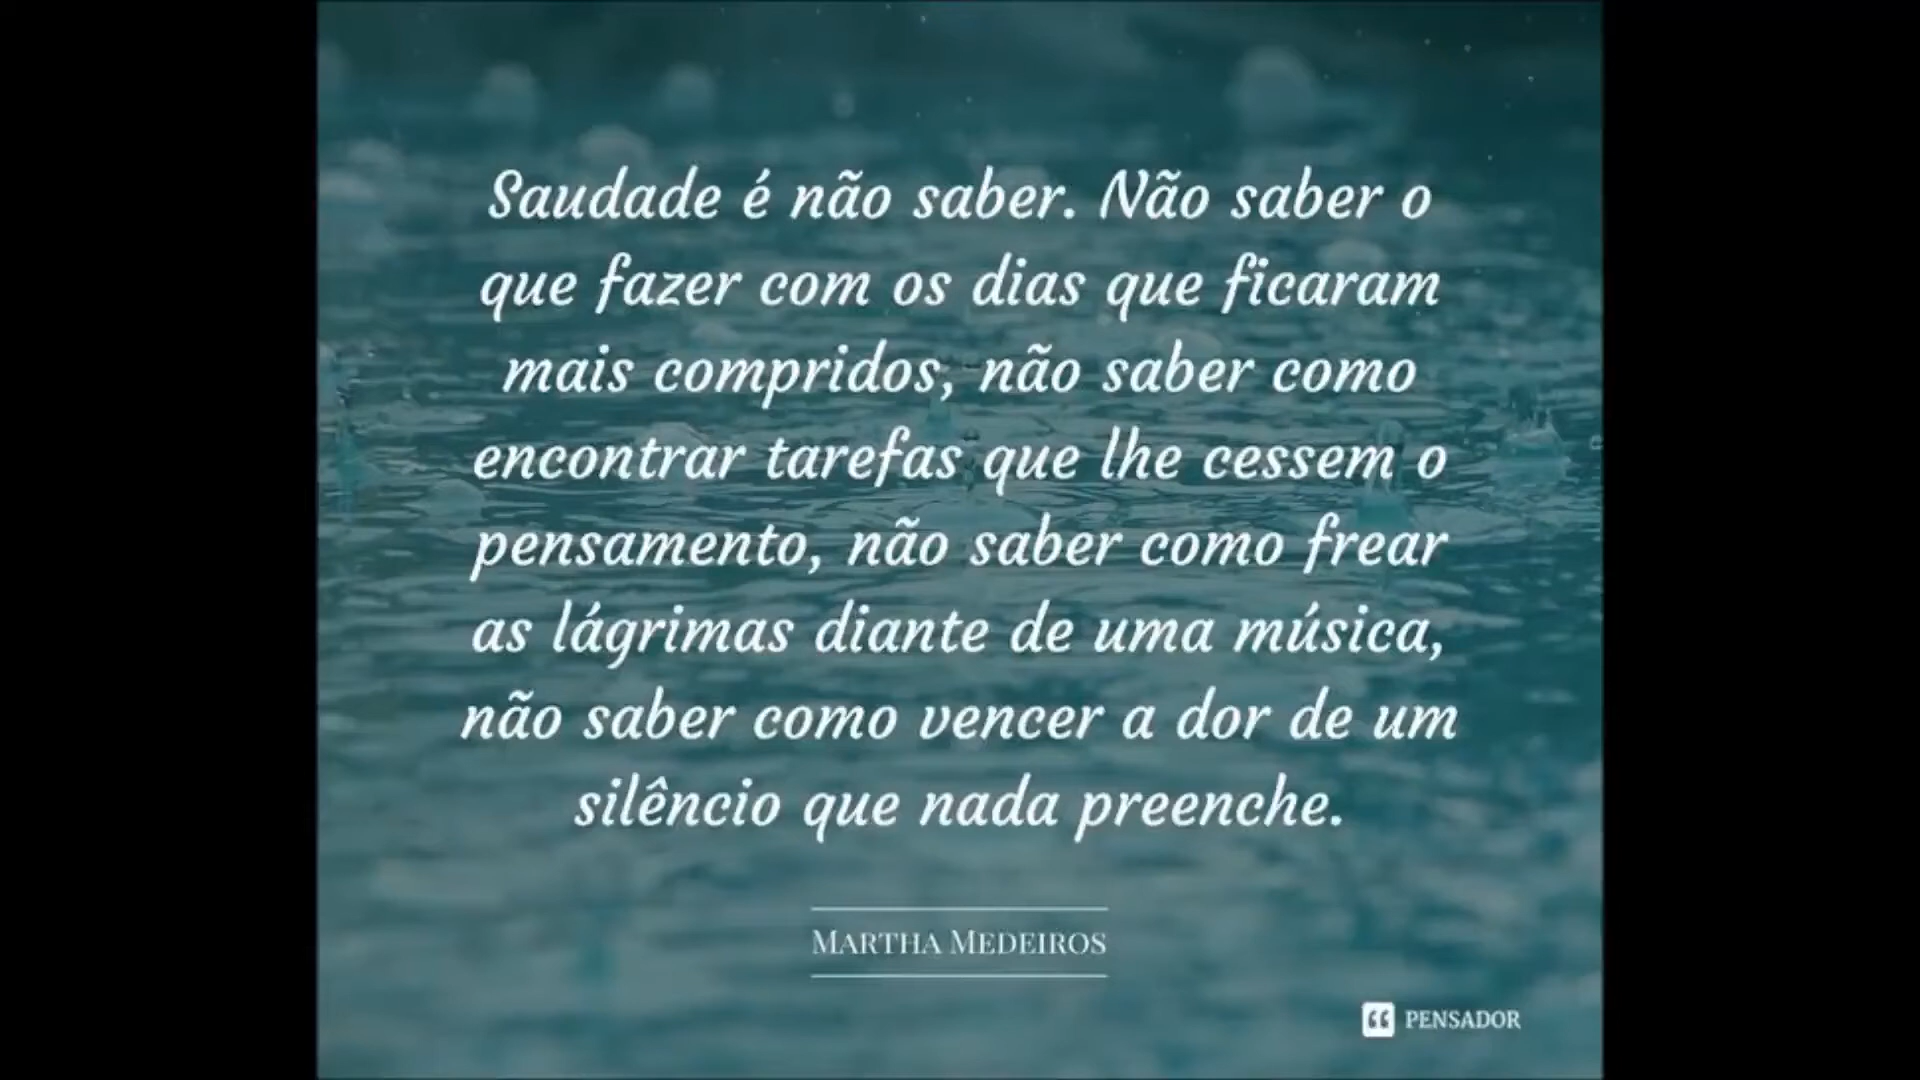 Saudade é não saber. Não saber o
que fazer com os dias que ficaram
mais compridos, não saber como
encontrar tarefas que lhe cessem o
pensamento, não saber como frear
as lágrimas diante de uma música,
não saber como vencer a dor de um
silêncio que nada preenche.
MARTHA MEDEIROS
PENSADOR